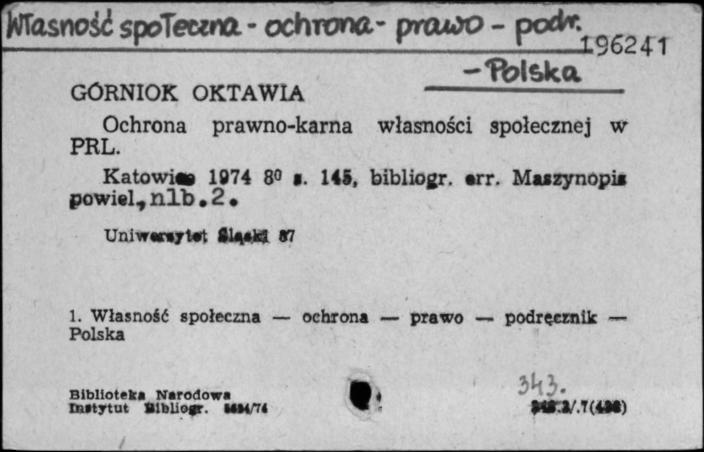 Własność społeczna - ochrona - prawo - podr.
196241
- Polska
GÓRNIOK OKTAWIA
Ochrona prawno-karna własności społecznej w
PRL.
Katowice 1974 8⁰ s. 145, bibliogr. err. Maszynopis
powiel., nlb. 2.
Uniwersytet Śląski 87
1. Własność społeczna — ochrona — prawo — podręcznik —
Polska
Biblioteka Narodowa
343.
Instytut Bibliogr. /74